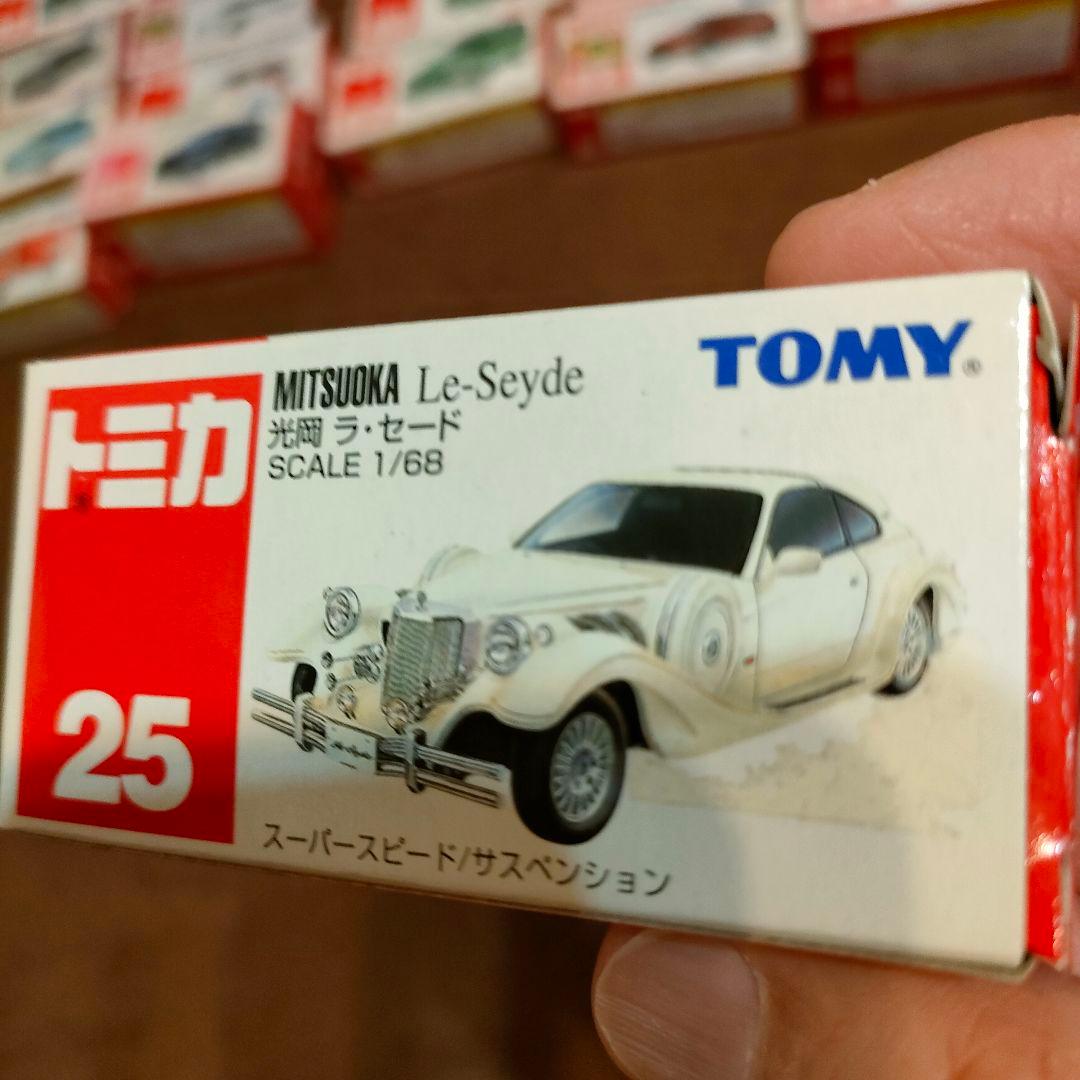 トミカ
25
MITSUOKA Le-Seyde
光岡 ラ・セード
SCALE 1/68
TOMY®
スーパースピード/サスペンション